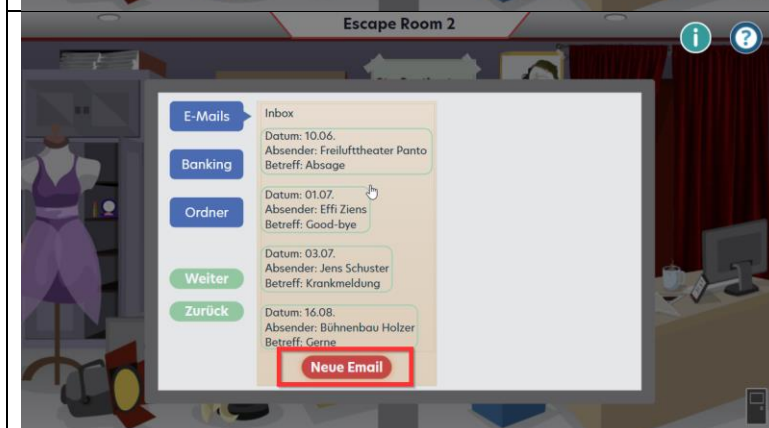 Escape Room 2
i
?
E-Mails
Banking
Ordner
Weiter
Zurück
Inbox
Datum: 10.06.
Absender: Freilufttheater Panto
Betreff: Absage
Datum: 01.07.
Absender: Effi Ziens
Betreff: Good-bye
Datum: 03.07.
Absender: Jens Schuster
Betreff: Krankmeldung
Datum: 16.08.
Absender: Bühnenbau Holzer
Betreff: Gerne
Neue Email